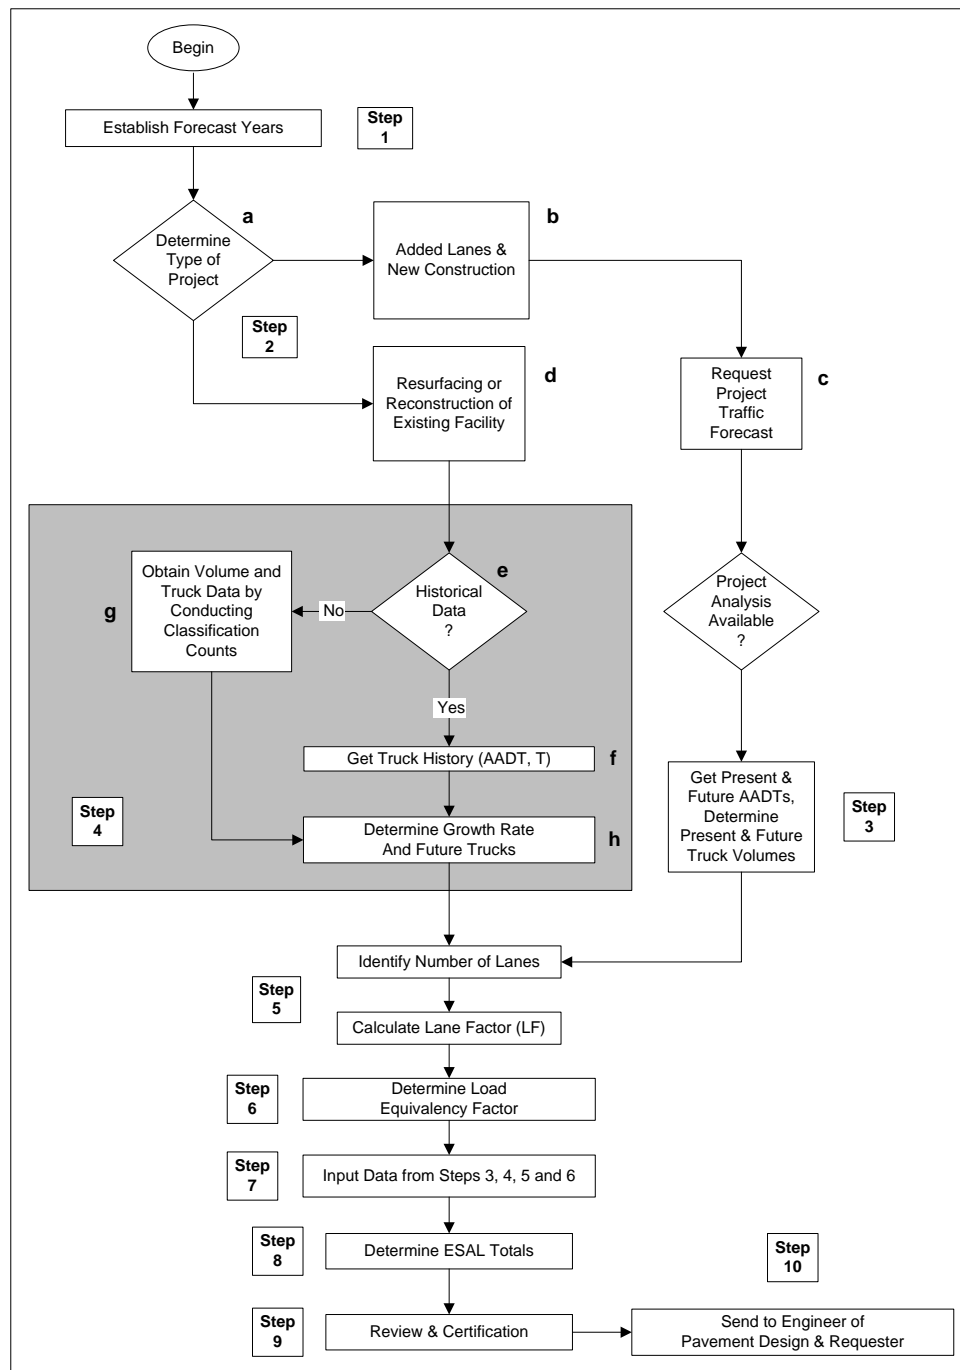 Begin
Establish Forecast Years
Step
1
a
Determine
Type of
Project
b
Added Lanes &
New Construction
Step
2
d
Resurfacing or
Reconstruction of
Existing Facility
c
Request
Project
Traffic
Forecast
e
Historical
Data
?
No
g
Obtain Volume and
Truck Data by
Conducting
Classification
Counts
Project
Analysis
Available
?
Yes
Get Truck History (AADT, T)
f
Step
4
Determine Growth Rate
And Future Trucks
h
Get Present &
Future AADTs,
Determine
Present & Future
Truck Volumes
Step
3
Identify Number of Lanes
Step
5
Calculate Lane Factor (LF)
Step
6
Determine Load
Equivalency Factor
Step
7
Input Data from Steps 3, 4, 5 and 6
Step
8
Determine ESAL Totals
Step
10
Step
9
Review & Certification
Send to Engineer of
Pavement Design & Requester